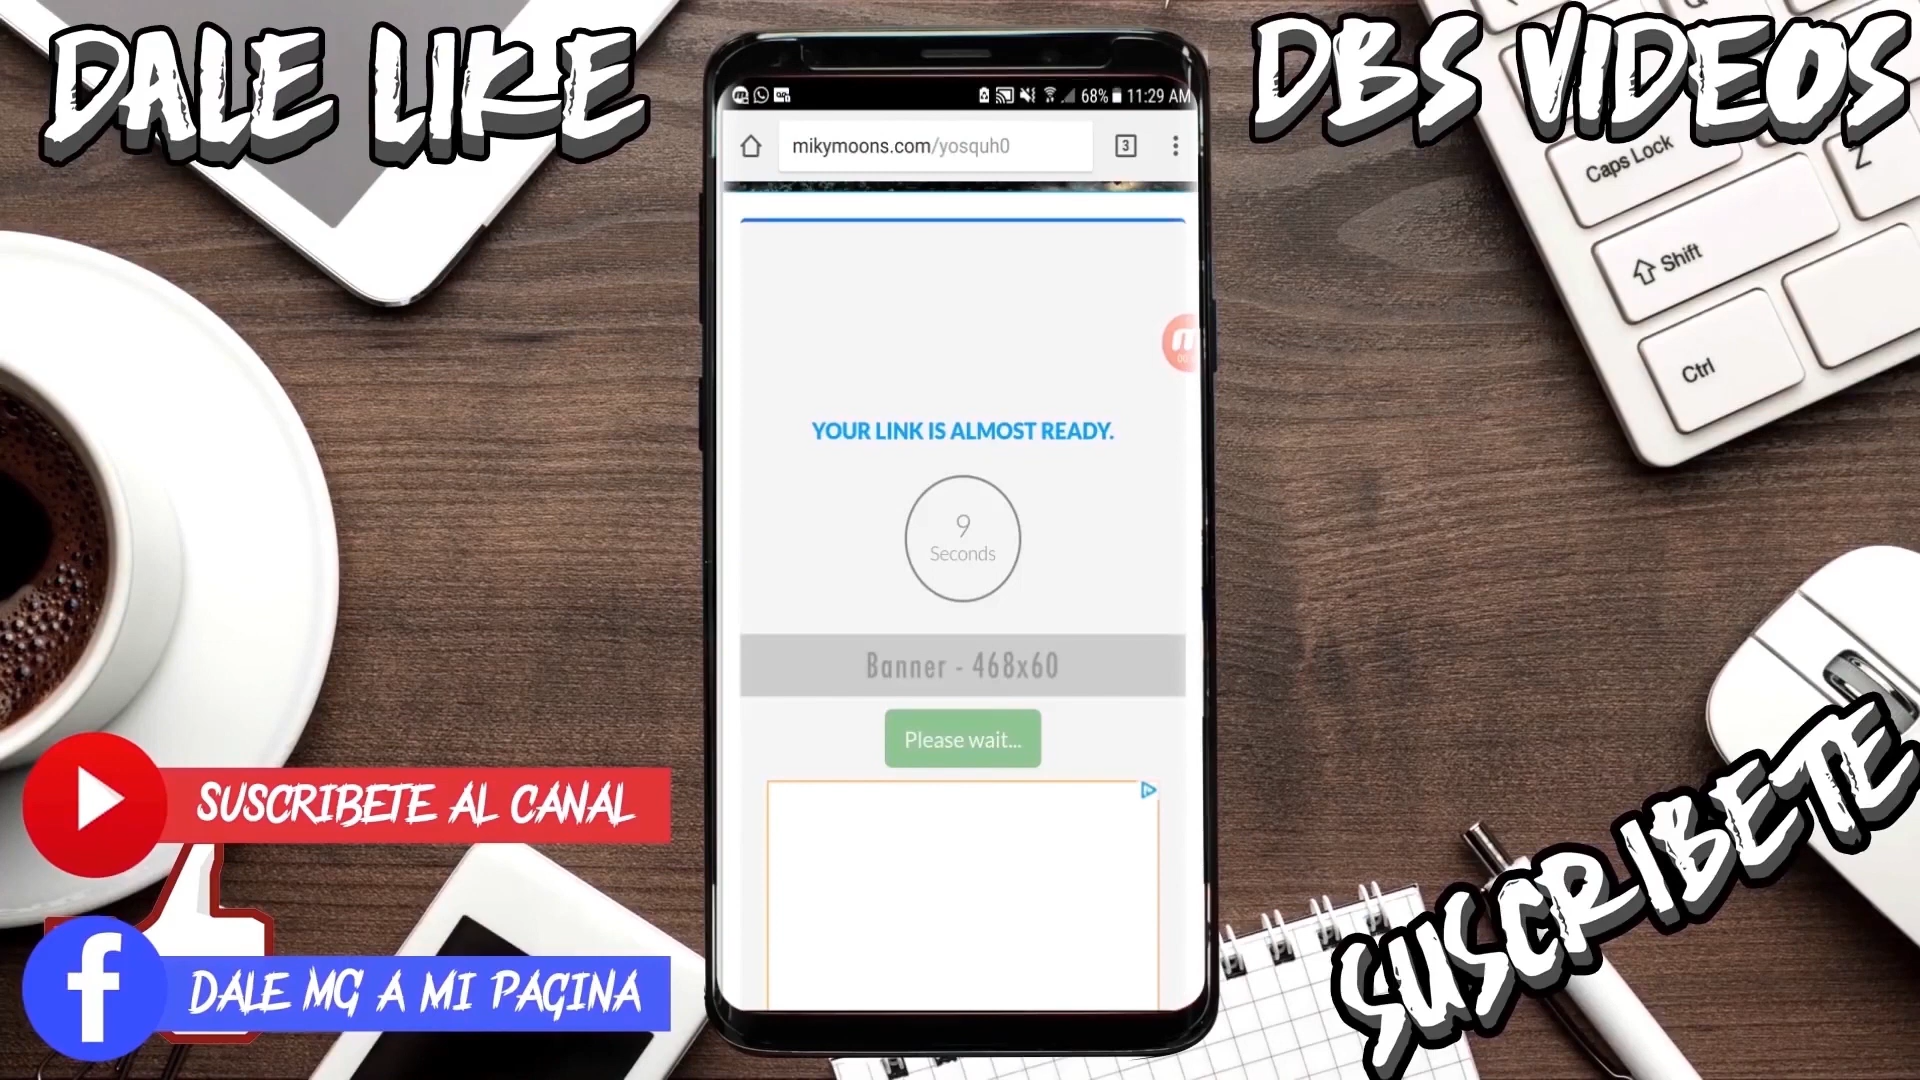 DALE LIKE
DBS VIDEOS
68% 11:29 AM
mikymoons.com/yosquh0
3
YOUR LINK IS ALMOST READY.
9
Seconds
Banner - 468x60
Please wait...
Caps Lock
Z
Shift
Ctrl
SUSCRIBETE AL CANAL
f
DALE MG A MI PAGINA
SUSCRIBETE